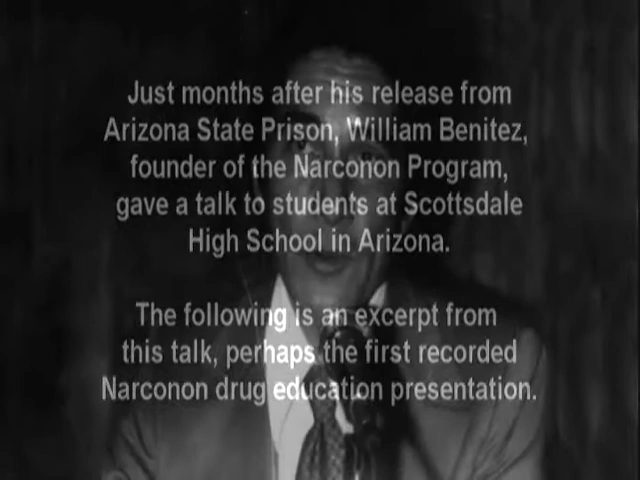 Just months after his release from
Arizona State Prison, William Benitez,
founder of the Narconon Program,
gave a talk to students at Scottsdale
High School in Arizona.
The following is an excerpt from
this talk, perhaps the first recorded
Narconon drug education presentation.